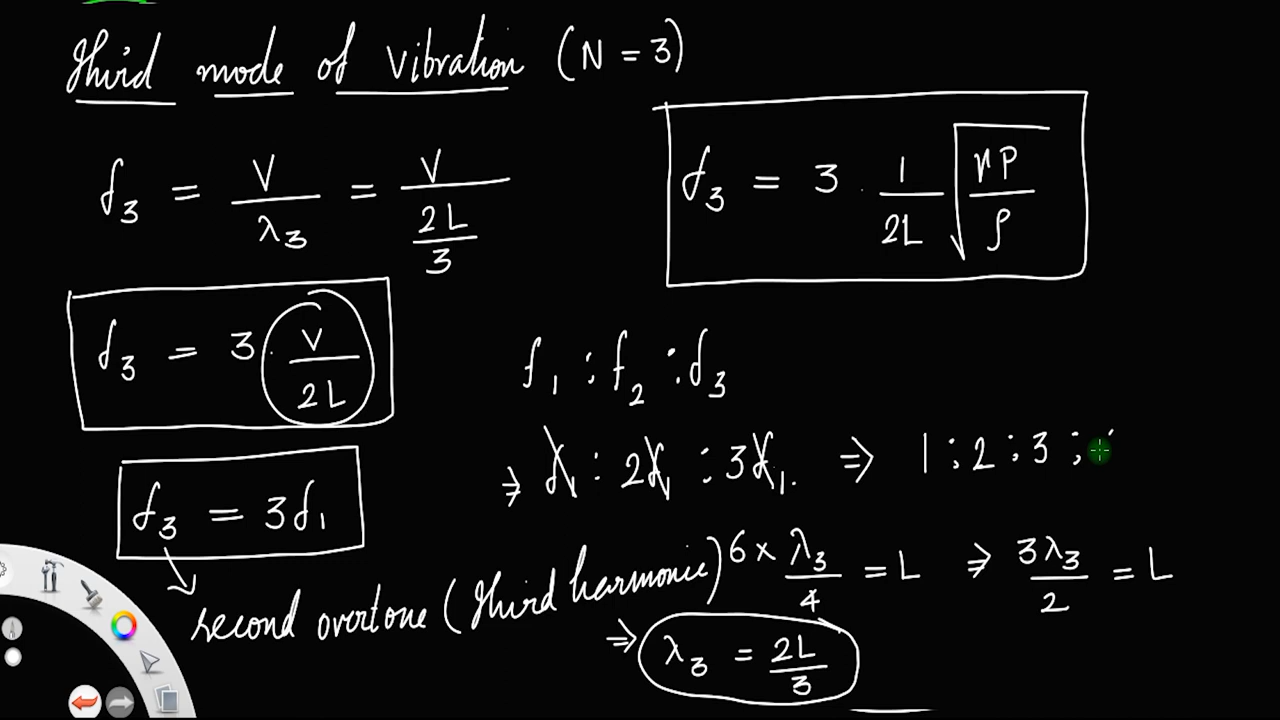 Third mode of vibration (N = 3)
f₃ = V/λ₃ = V/(2L/3)
f₃ = 3 · 1/2L √(γP/ρ)
f₃ = 3 · V/2L
f₁ : f₂ : f₃
⇒ f₁ : 2f₁ : 3f₁ ⇒ 1 : 2 : 3 :
f₃ = 3f₁
second overtone (third harmonic)
6 × λ₃/4 = L ⇒ 3λ₃/2 = L
⇒ λ₃ = 2L/3